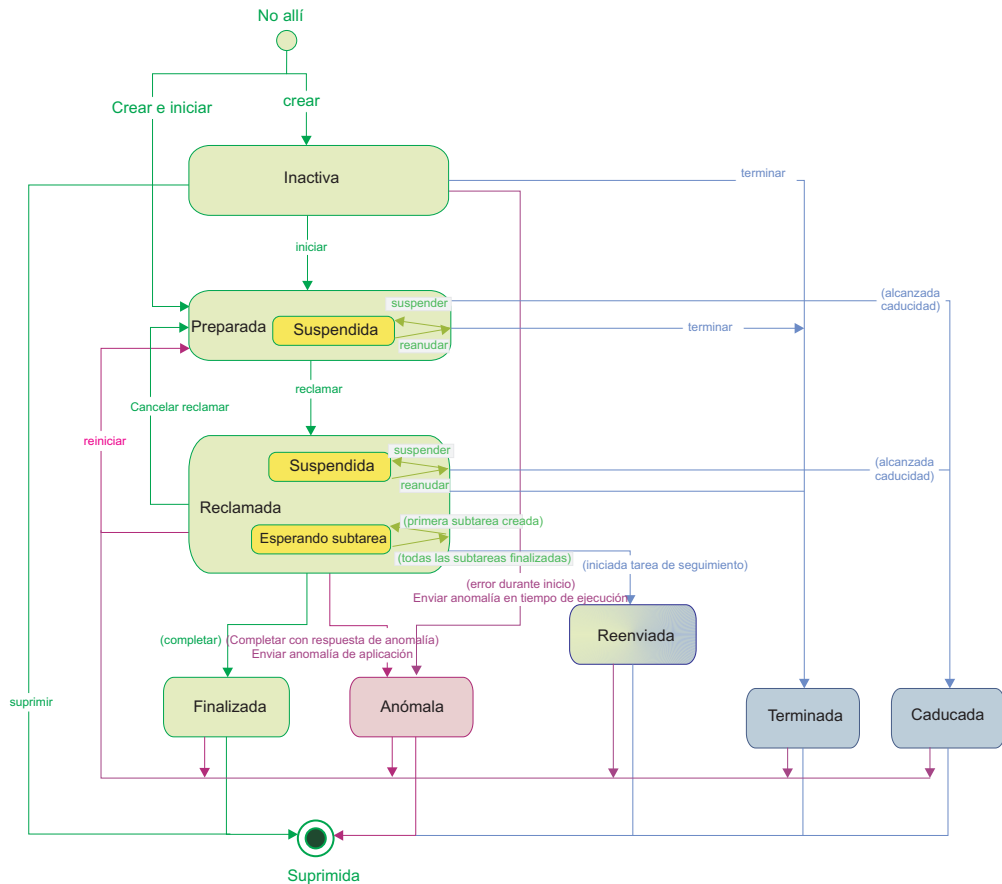 No allí
Crear e iniciar
crear
Inactiva
terminar
iniciar
suspender
(alcanzada
caducidad)
Preparada
Suspendida
terminar
reanudar
reclamar
Cancelar reclamar
reiniciar
suspender
Suspendida
(alcanzada
caducidad)
reanudar
Reclamada
(primera subtarea creada)
Esperando subtarea
(todas las subtareas finalizadas)
(iniciada tarea de seguimiento)
(error durante inicio)
Enviar anomalía en tiempo de ejecución
Reenviada
(completar)
(Completar con respuesta de anomalía)
Enviar anomalía de aplicación
suprimir
Finalizada
Anómala
Terminada
Caducada
Suprimida